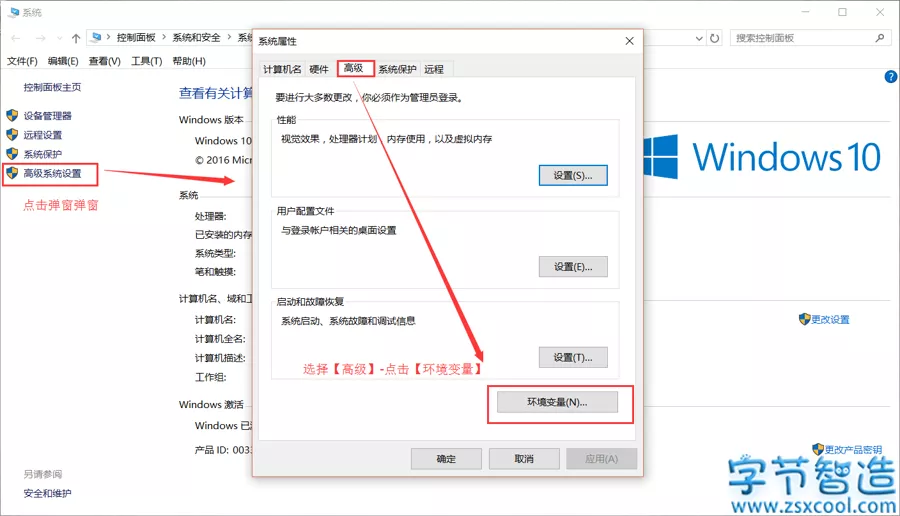 系统
控制面板 › 系统和安全 › 系
搜索控制面板
文件(F) 编辑(E) 查看(V) 工具(T) 帮助(H)
控制面板主页
设备管理器
远程设置
系统保护
高级系统设置
点击弹窗弹窗
另请参阅
安全和维护
查看有关计算
Windows 版本
Windows 10
© 2016 Micr
系统
处理器:
已安装的内存
系统类型:
笔和触摸:
计算机名、域和工
计算机名:
计算机全名:
计算机描述:
工作组:
Windows 激活
Windows 已
产品 ID: 0033
系统属性
计算机名 硬件 高级 系统保护 远程
要进行大多数更改，你必须作为管理员登录。
性能
视觉效果，处理器计划，内存使用，以及虚拟内存
设置(S)...
用户配置文件
与登录帐户相关的桌面设置
设置(E)...
启动和故障恢复
系统启动、系统故障和调试信息
设置(T)...
选择【高级】-点击【环境变量】
环境变量(N)...
确定 取消 应用(A)
Windows 10
更改设置
更改产品密钥
字节智造
www.zsxcool.com